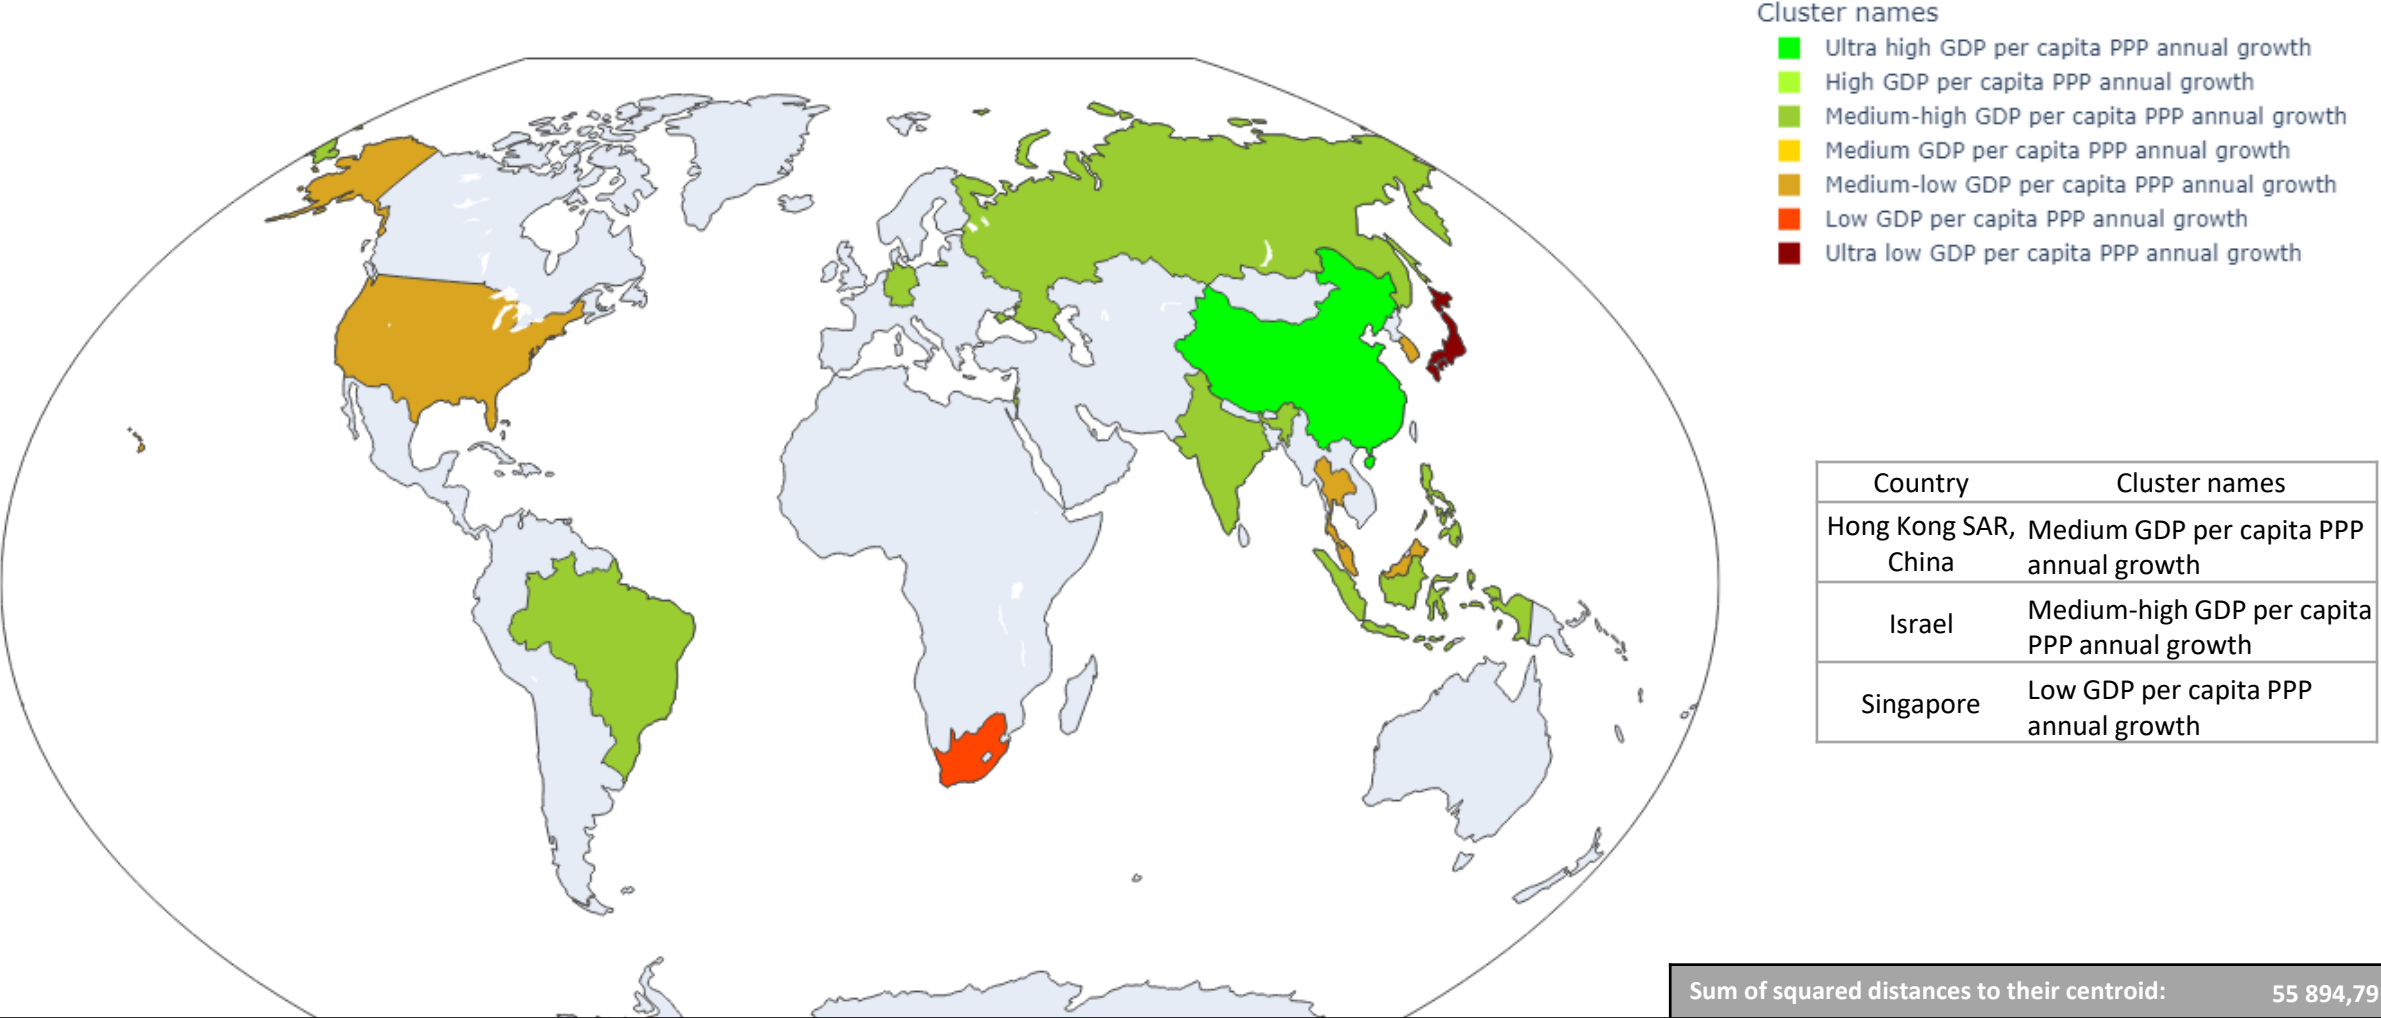 Cluster names
Ultra high GDP per capita PPP annual growth
High GDP per capita PPP annual growth
Medium-high GDP per capita PPP annual growth
Medium GDP per capita PPP annual growth
Medium-low GDP per capita PPP annual growth
Low GDP per capita PPP annual growth
Ultra low GDP per capita PPP annual growth
Country Cluster names
Hong Kong SAR, China Medium GDP per capita PPP
annual growth
Israel Medium-high GDP per capita
PPP annual growth
Singapore Low GDP per capita PPP
annual growth
Sum of squared distances to their centroid: 55 894,79